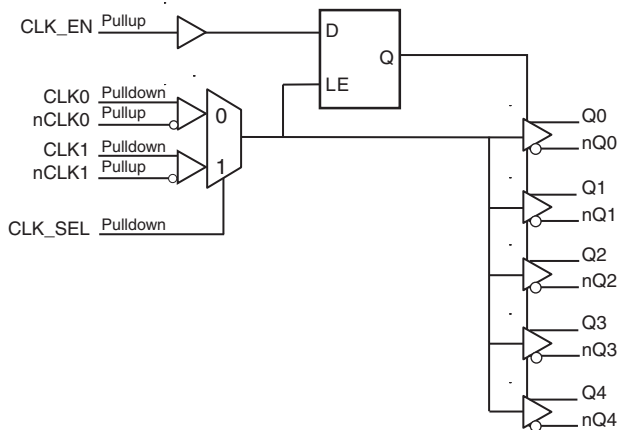 CLK_EN Pullup
D
Q
LE
CLK0 Pulldown
nCLK0 Pullup
0
CLK1 Pulldown
nCLK1 Pullup
1
CLK_SEL Pulldown
Q0
nQ0
Q1
nQ1
Q2
nQ2
Q3
nQ3
Q4
nQ4